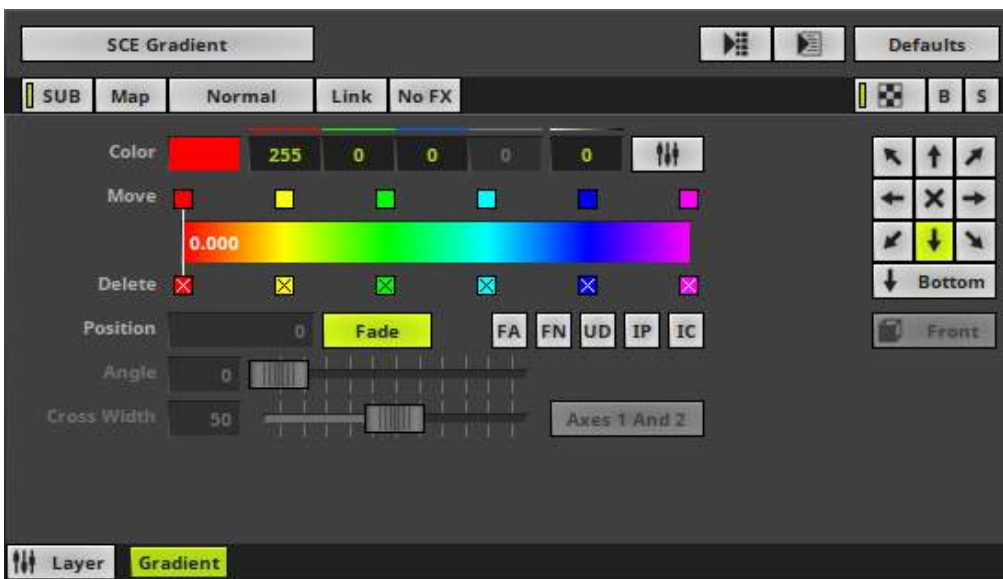 SCE Gradient Defaults
SUB Map Normal Link No FX B S
Color 255 0 0 0 0
Move
0.000
Delete Bottom
Position 0 Fade FA FN UD IP IC Front
Angle 0
Cross Width 50 Axes 1 And 2
Layer Gradient